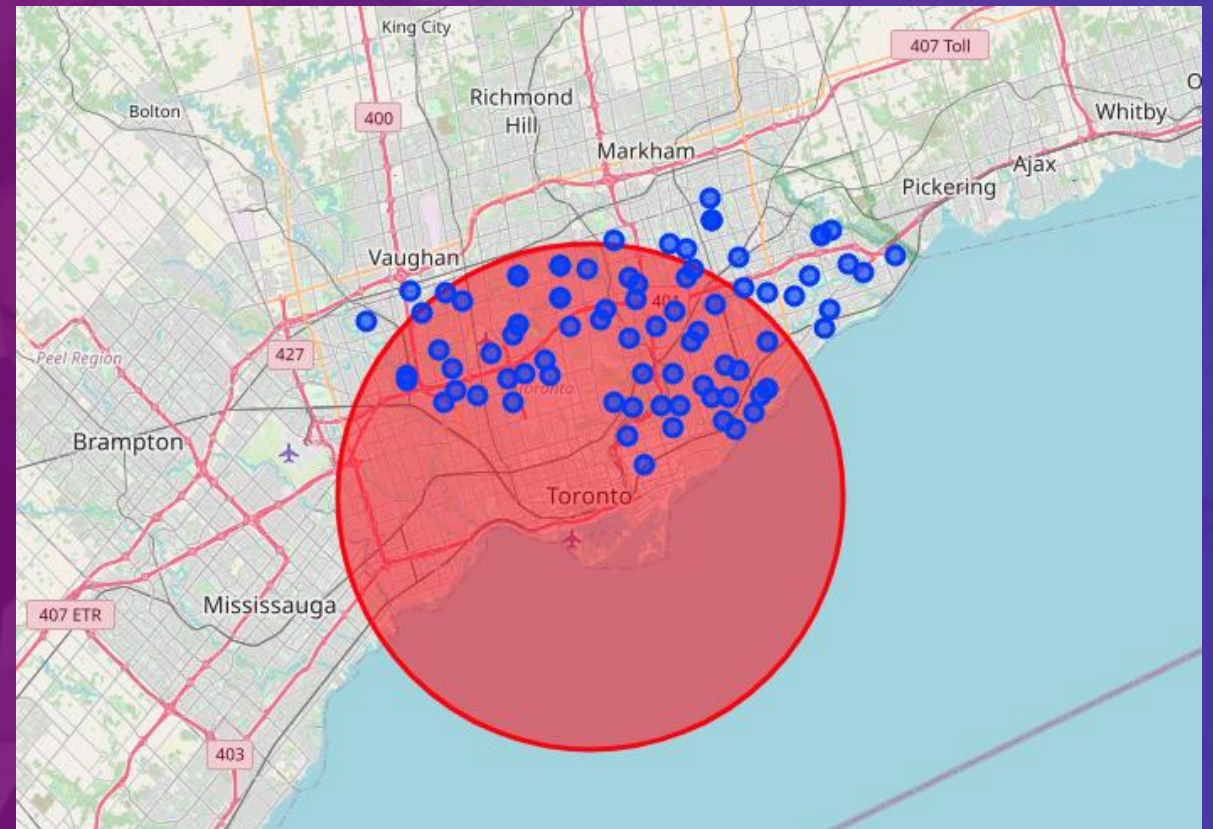 King City
407 Toll
O
Bolton
400
Richmond
Hill
Whitby
Markham
Ajax
Pickering
Vaughan
401
Peel Region
427
Toronto
Brampton
Toronto
Mississauga
407 ETR
403